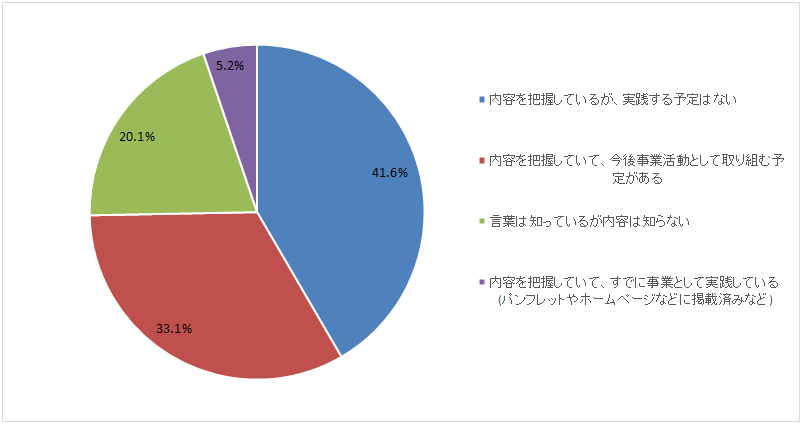 5.2%
41.6%
20.1%
33.1%
内容を把握しているが、実践する予定はない
内容を把握していて、今後事業活動として取り組む予
定がある
言葉は知っているが内容は知らない
内容を把握していて、すでに事業として実践している
(パンフレットやホームページなどに掲載済みなど)